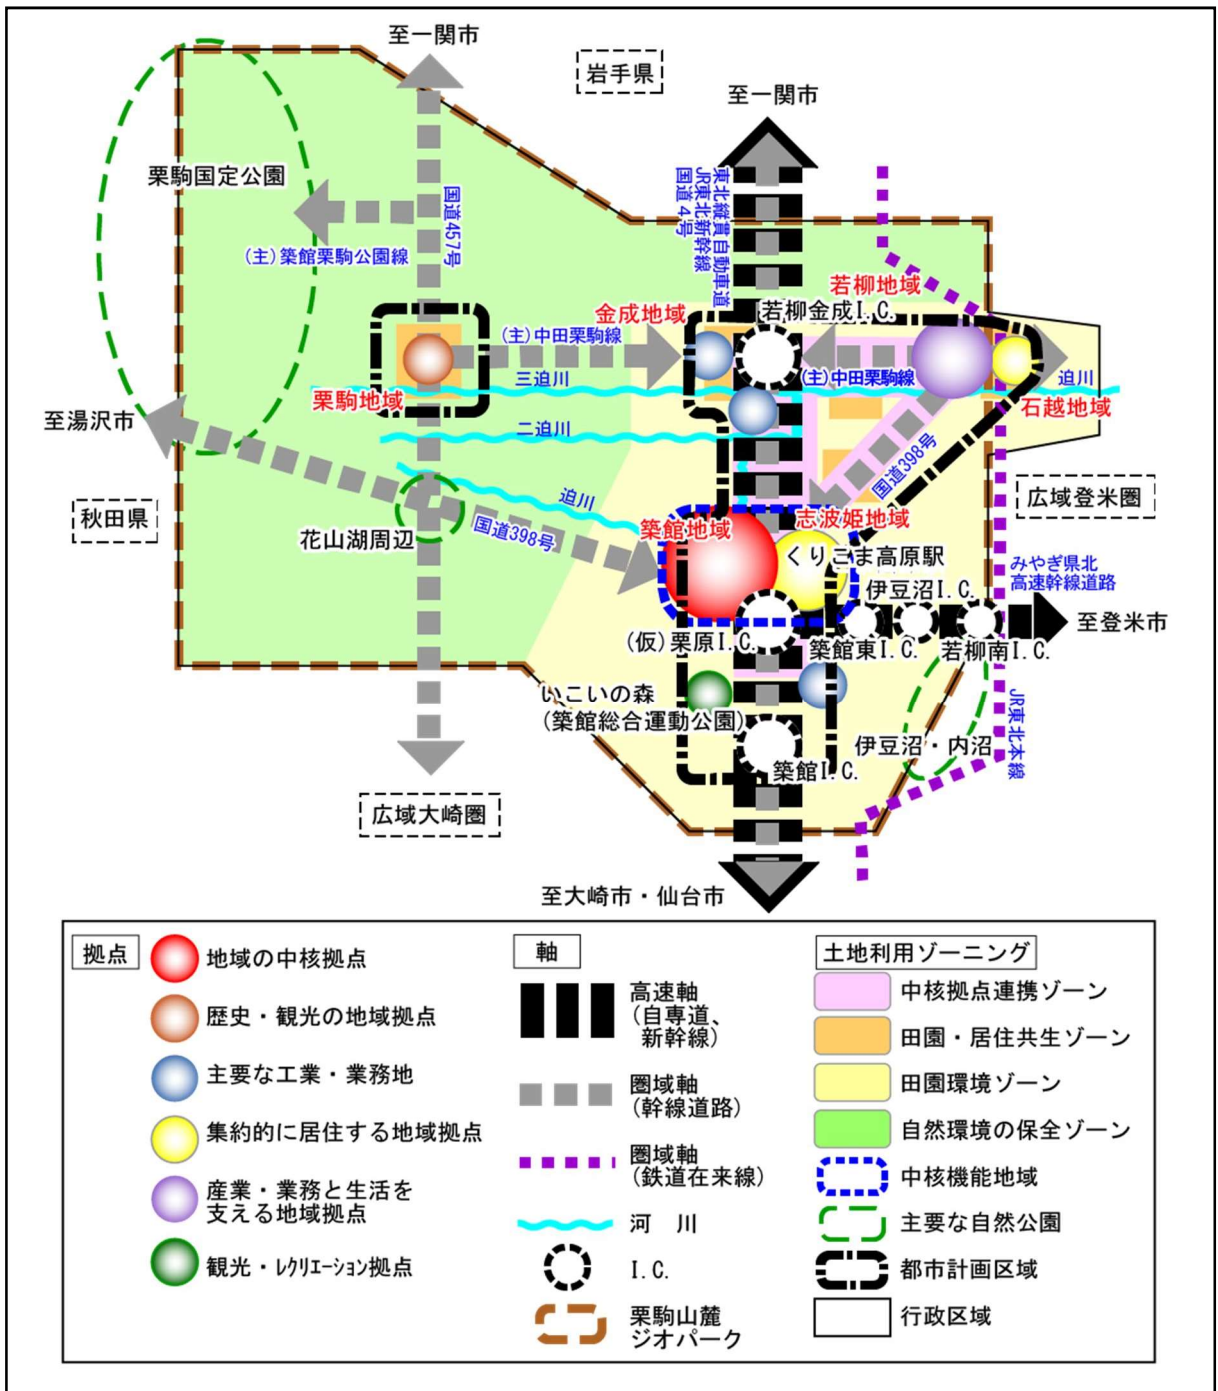 至一関市
岩手県
至一関市
栗駒国定公園
国道457号
東北縦貫自動車道
JR東北新幹線
国道4号
(主)築館栗駒公園線
若柳地域
金成地域
若柳金成I.C.
(主)中田栗駒線
三迫川
(主)中田栗駒線
迫川
栗駒地域
石越地域
至湯沢市
二迫川
国道398号
迫川
秋田県
広域登米圏
花山湖周辺
国道398号
築館地域
志波姫地域
くりこま高原駅
みやぎ県北
高速幹線道路
伊豆沼I.C.
至登米市
(仮)栗原I.C.
築館東I.C.
若柳南I.C.
いこいの森
(築館総合運動公園)
JR東北本線
伊豆沼・内沼
築館I.C.
広域大崎圏
至大崎市・仙台市
拠点
地域の中核拠点
歴史・観光の地域拠点
主要な工業・業務地
集約的に居住する地域拠点
産業・業務と生活を
支える地域拠点
観光・レクリエーション拠点
軸
高速軸
(自専道、
新幹線)
圏域軸
(幹線道路)
圏域軸
(鉄道在来線)
河　川
I.C.
栗駒山麓
ジオパーク
土地利用ゾーニング
中核拠点連携ゾーン
田園・居住共生ゾーン
田園環境ゾーン
自然環境の保全ゾーン
中核機能地域
主要な自然公園
都市計画区域
行政区域